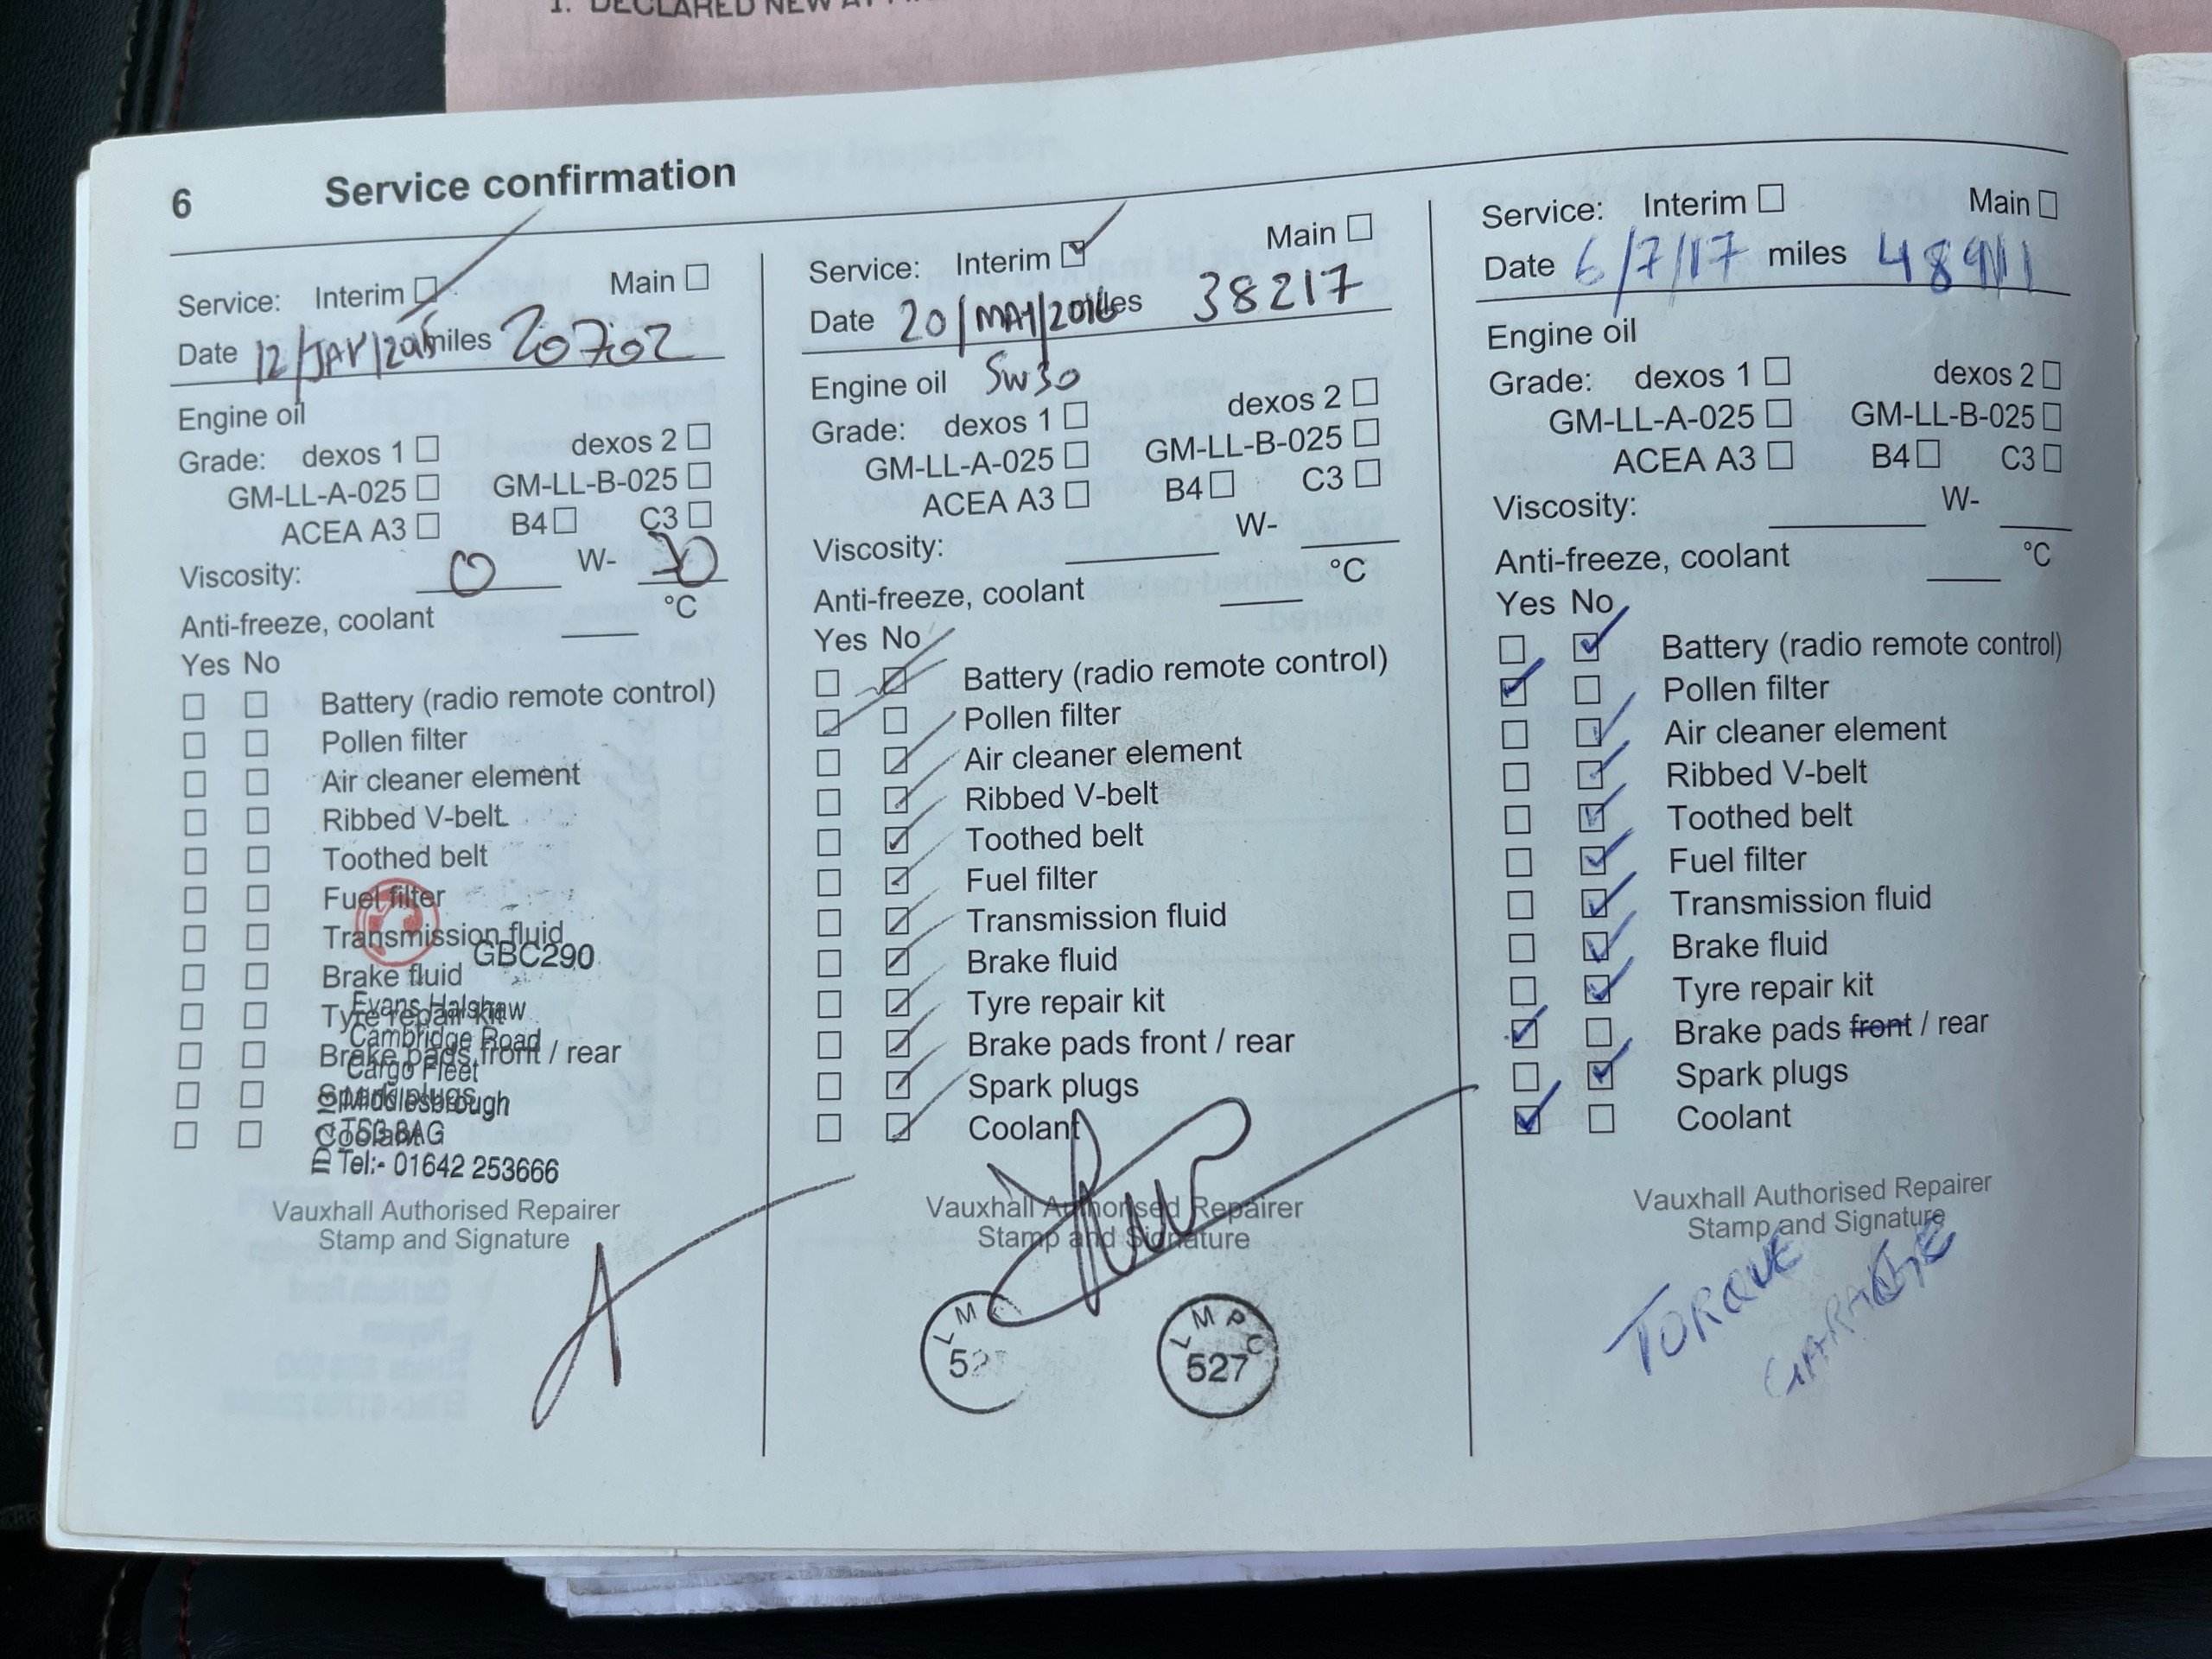 1. DECLARED NEW AT FI
6 Service confirmation
Service: Interim Main
Date 12/JAN/2015 miles 20702
Engine oil
Grade: dexos 1 dexos 2
GM-LL-A-025 GM-LL-B-025
ACEA A3 B4 C3
Viscosity: 0 W- 30
Anti-freeze, coolant °C
Yes No
Battery (radio remote control)
Pollen filter
Air cleaner element
Ribbed V-belt
Toothed belt
Fuel filter
Transmission fluid
GBC290
Brake fluid
Evans Halshaw
Tyre repair kit
Cambridge Road
Brake pads front / rear
Cargo Fleet
Spark plugs
Middlesbrough
Coolant
Tel:- 01642 253666
Vauxhall Authorised Repairer
Stamp and Signature
Service: Interim Main
Date 20/MAY/2016 miles 38217
Engine oil 5w30
Grade: dexos 1 dexos 2
GM-LL-A-025 GM-LL-B-025
ACEA A3 B4 C3
Viscosity: W-
Anti-freeze, coolant °C
Yes No
Battery (radio remote control)
Pollen filter
Air cleaner element
Ribbed V-belt
Toothed belt
Fuel filter
Transmission fluid
Brake fluid
Tyre repair kit
Brake pads front / rear
Spark plugs
Coolant
Vauxhall Authorised Repairer
Stamp and Signature
LMPC
527
Service: Interim Main
Date 6/7/17 miles 48911
Engine oil
Grade: dexos 1 dexos 2
GM-LL-A-025 GM-LL-B-025
ACEA A3 B4 C3
Viscosity: W-
Anti-freeze, coolant °C
Yes No
Battery (radio remote control)
Pollen filter
Air cleaner element
Ribbed V-belt
Toothed belt
Fuel filter
Transmission fluid
Brake fluid
Tyre repair kit
Brake pads front / rear
Spark plugs
Coolant
Vauxhall Authorised Repairer
Stamp and Signature
TORQUE
GARAGE